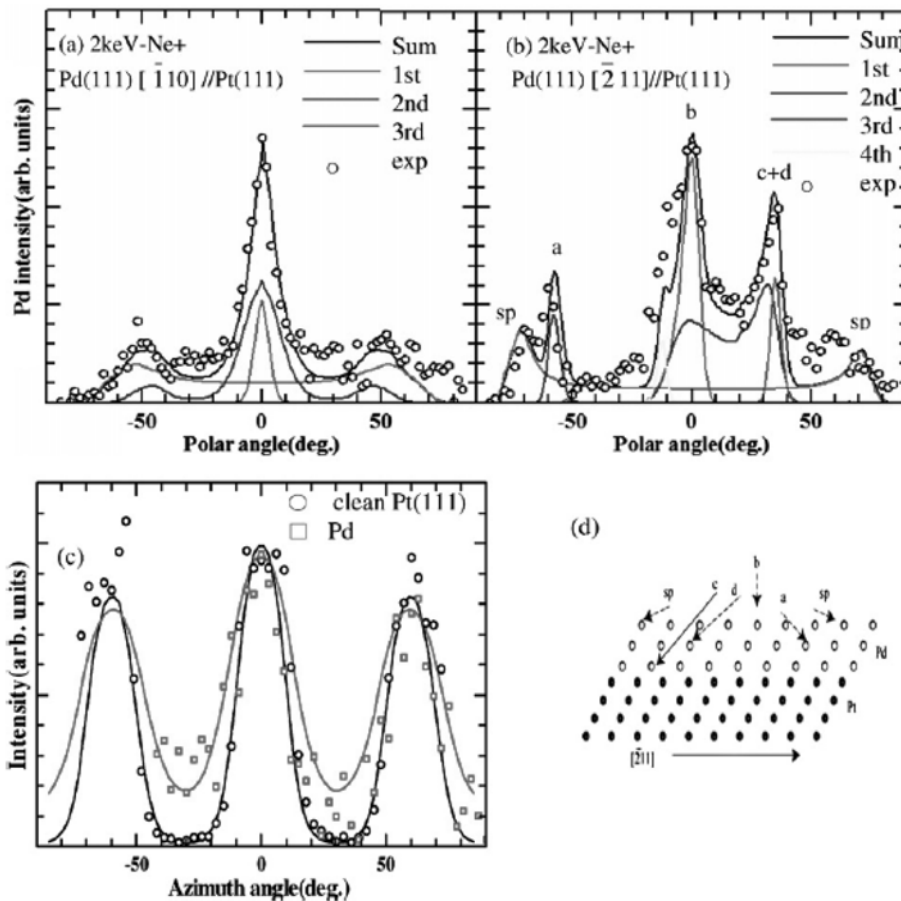 (a) 2keV-Ne+
Pd(111) [ 1̄10] //Pt(111)
Sum
1st
2nd
3rd
exp
Pd intensity(arb. units)
-50
0
50
Polar angle(deg.)
(b) 2keV-Ne+
Pd(111) [ 2̄ 11]//Pt(111)
Sum
1st
2nd
3rd
4th
exp
b
c+d
a
sp
sp
-50
0
50
Polar angle(deg.)
(c)
clean Pt(111)
Pd
Intensity(arb. units)
-50
0
50
Azimuth angle(deg.)
(d)
b
c
sp
d
a
sp
Pd
Pt
[2̄11]